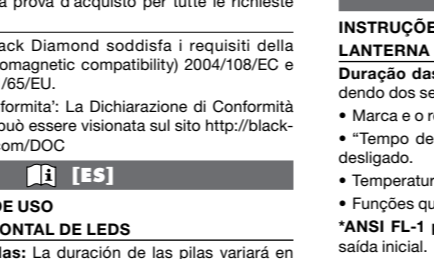 prova d'acquisto per tutte le richieste
ack Diamond soddisfa i requisiti della
omagnetic compatibility) 2004/108/EC e
/65/EU.
formita': La Dichiarazione di Conformità
può essere visionata sul sito http://black-
com/DOC
[ES]
DE USO
ONTAL DE LEDS
las: La duración de las pilas variará en
INSTRUÇÕE
LANTERNA
Duração das
dendo dos se
• Marca e o r
• “Tempo de
desligado.
• Temperatur
• Funções qu
*ANSI FL-1 p
saída inicial.